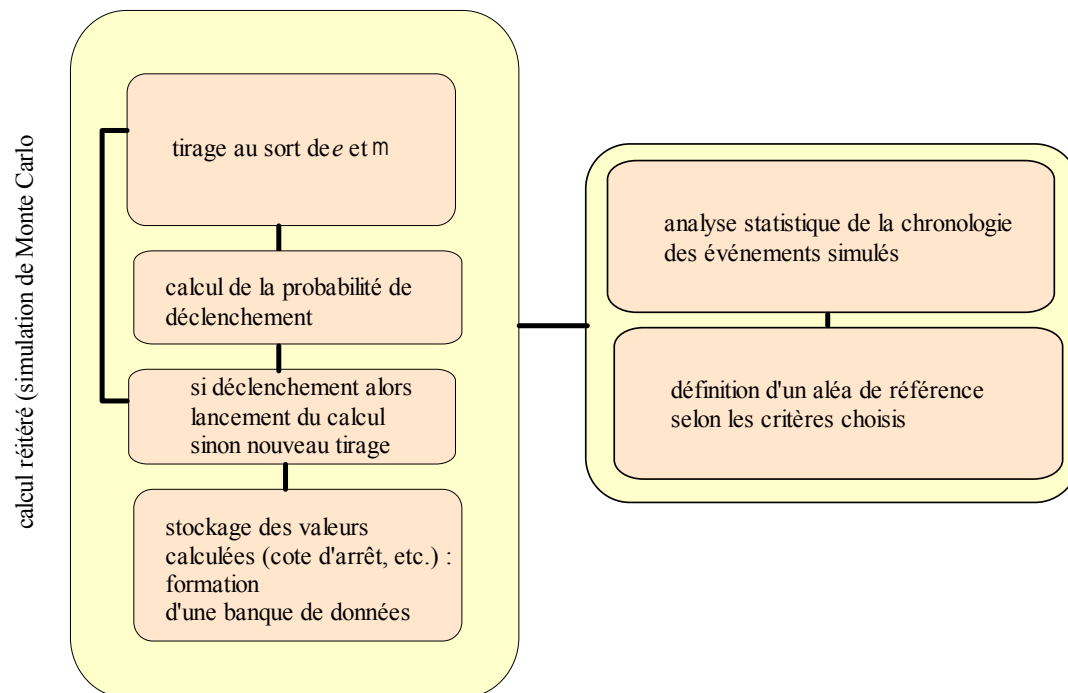 calcul réitéré (simulation de Monte Carlo
tirage au sort de e et m
calcul de la probabilité de
déclenchement
si déclenchement alors
lancement du calcul
sinon nouveau tirage
stockage des valeurs
calculées (cote d'arrêt, etc.) :
formation
d'une banque de données
analyse statistique de la chronologie
des événements simulés
définition d'un aléa de référence
selon les critères choisis